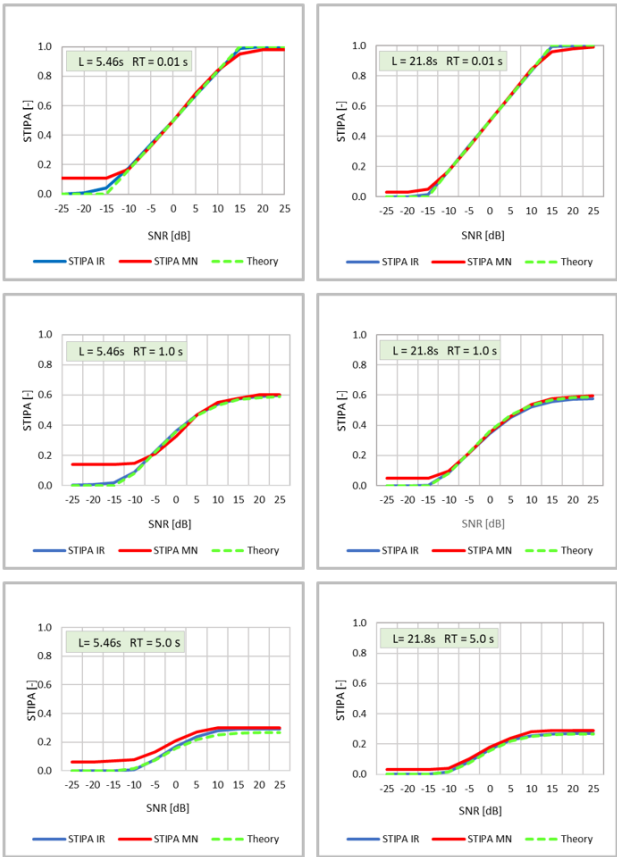 L = 5.46s RT = 0.01 s
STIPA [-]
1.0
0.8
0.6
0.4
0.2
0.0
-25 -20 -15 -10 -5 0 5 10 15 20 25
SNR [dB]
STIPA IR STIPA MN Theory
L = 21.8s RT = 0.01 s
STIPA [-]
1.0
0.8
0.6
0.4
0.2
0.0
-25 -20 -15 -10 -5 0 5 10 15 20 25
SNR [dB]
STIPA IR STIPA MN Theory
L = 5.46s RT = 1.0 s
STIPA [-]
1.0
0.8
0.6
0.4
0.2
0.0
-25 -20 -15 -10 -5 0 5 10 15 20 25
SNR [dB]
STIPA IR STIPA MN Theory
L = 21.8s RT = 1.0 s
STIPA [-]
1.0
0.8
0.6
0.4
0.2
0.0
-25 -20 -15 -10 -5 0 5 10 15 20 25
SNR [dB]
STIPA IR STIPA MN Theory
L= 5.46s RT = 5.0 s
STIPA [-]
1.0
0.8
0.6
0.4
0.2
0.0
-25 -20 -15 -10 -5 0 5 10 15 20 25
SNR [dB]
STIPA IR STIPA MN Theory
L= 21.8s RT = 5.0 s
STIPA [-]
1.0
0.8
0.6
0.4
0.2
0.0
-25 -20 -15 -10 -5 0 5 10 15 20 25
SNR [dB]
STIPA IR STIPA MN Theory